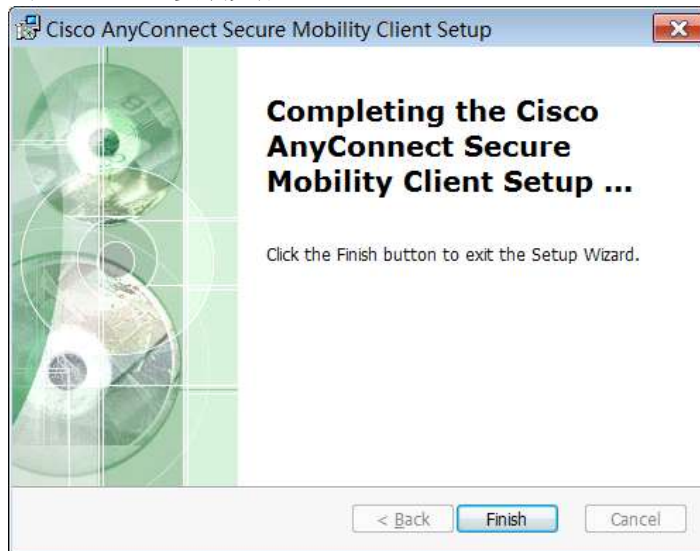 Cisco AnyConnect Secure Mobility Client Setup
Completing the Cisco
AnyConnect Secure
Mobility Client Setup ...
Click the Finish button to exit the Setup Wizard.
< Back
Finish
Cancel